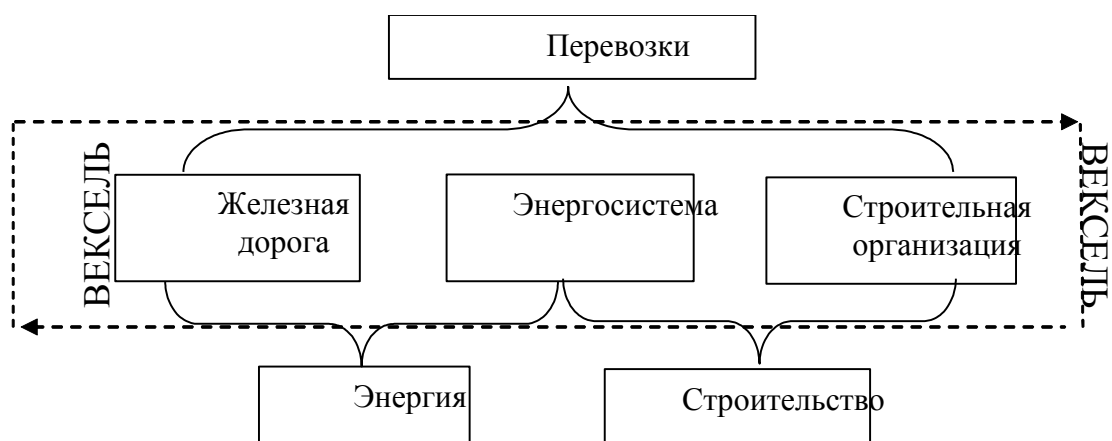 Перевозки
ВЕКСЕЛЬ
Железная
дорога
Энергосистема
Строительная
организация
ВЕКСЕЛЬ
Энергия
Строительство